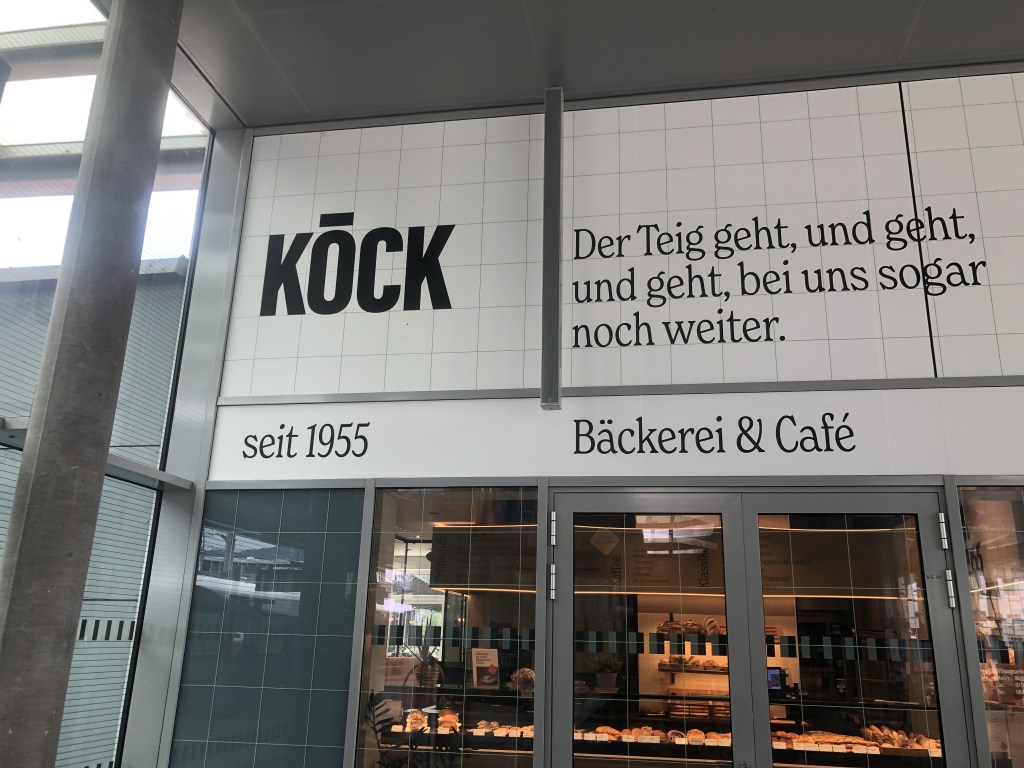 KŌCK
Der Teig geht, und geht,
und geht, bei uns sogar
noch weiter.
seit 1955
Bäckerei & Café